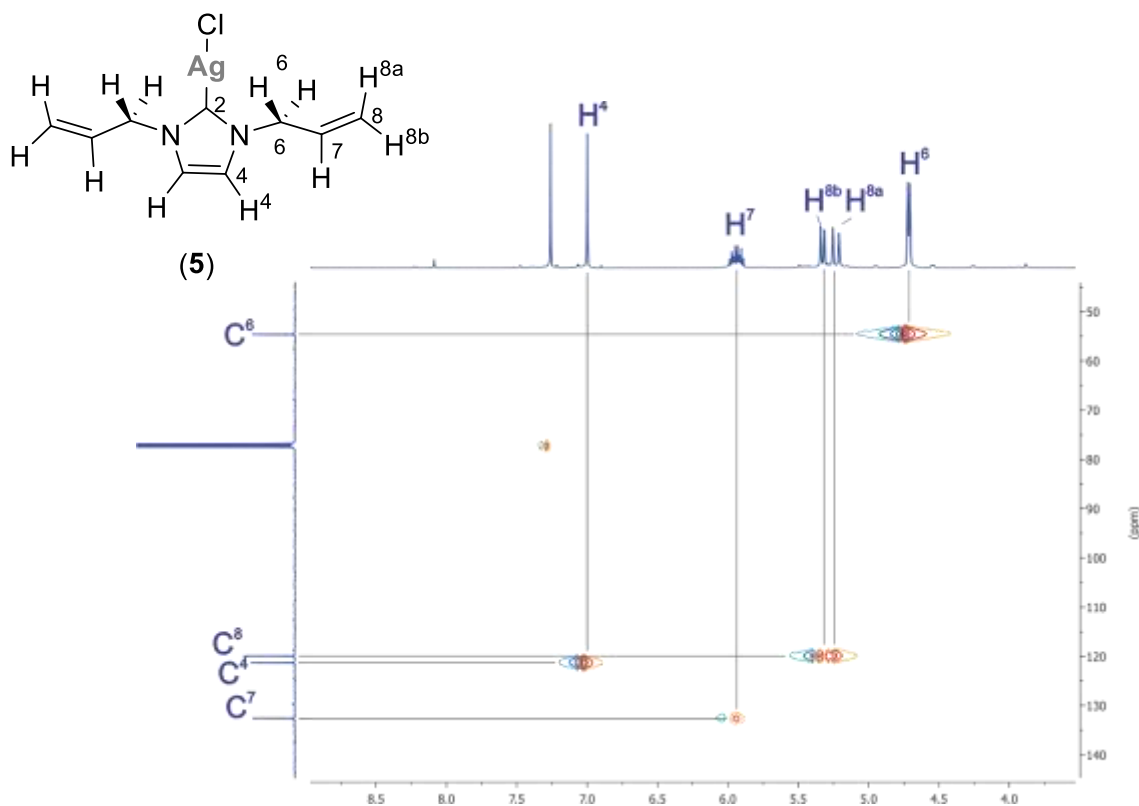 Cl
Ag
H H H 6 H H8a
H
2 8
N N H8b
6 7
H 4
H H
H H4
(5)
H4
H6
H8b H8a
H7
C6
C8
C4
C7
50
60
70
80
90
100
110
120
130
140
(ppm)
8.5 8.0 7.5 7.0 6.5 6.0 5.5 5.0 4.5 4.0